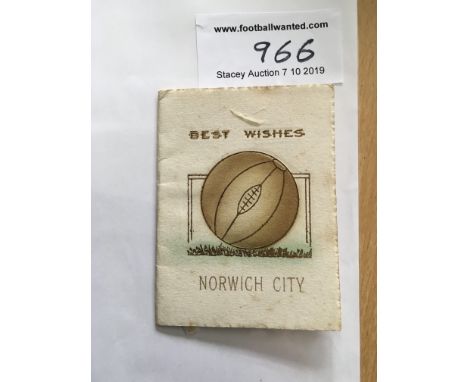 www.footballwanted.com
966
Stacey Auction 7 10 2019
BEST WISHES
NORWICH CITY